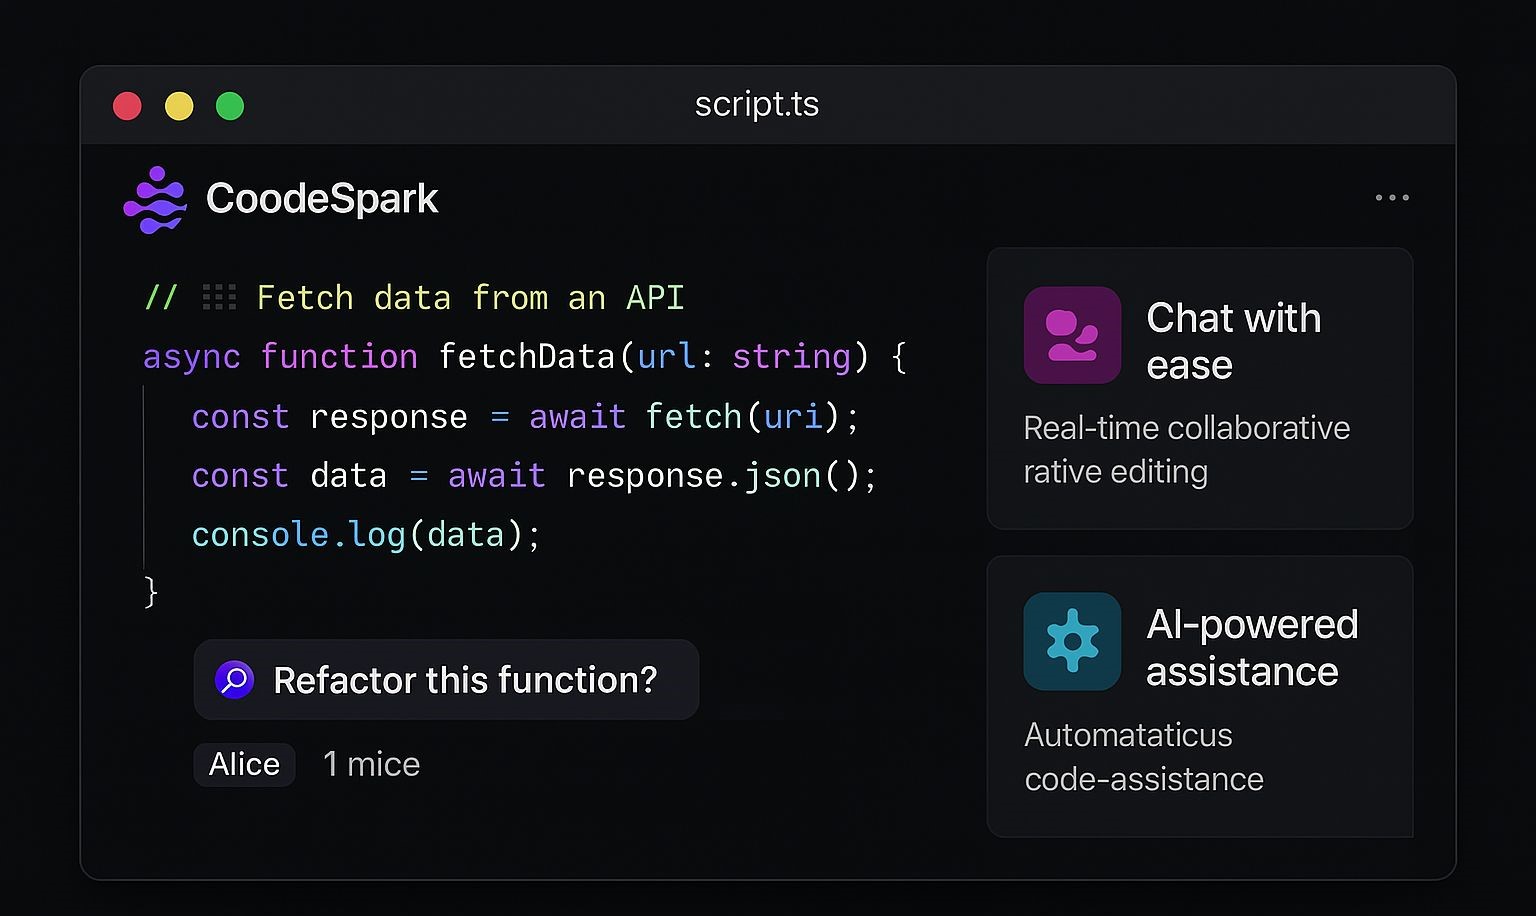 script.ts
CoodeSpark
// Fetch data from an API
async function fetchData(url: string) {
const response = await fetch(uri);
const data = await response.json();
console.log(data);
}
Refactor this function?
Alice 1 mice
Chat with
ease
Real-time collaborative
rative editing
AI-powered
assistance
Automataticus
code-assistance